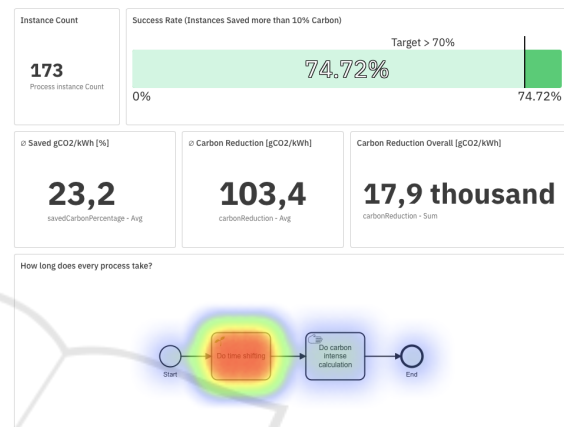 Instance Count
173
Process instance Count
Success Rate (Instances Saved more than 10% Carbon)
Target > 70%
74.72%
0%
74.72%
Ø Saved gCO2/kWh [%]
23,2
savedCarbonPercentage - Avg
Ø Carbon Reduction [gCO2/kWh]
103,4
carbonReduction - Avg
Carbon Reduction Overall [gCO2/kWh]
17,9 thousand
carbonReduction - Sum
How long does every process take?
Start
Do time shifting
Do carbon
intense
calculation
End